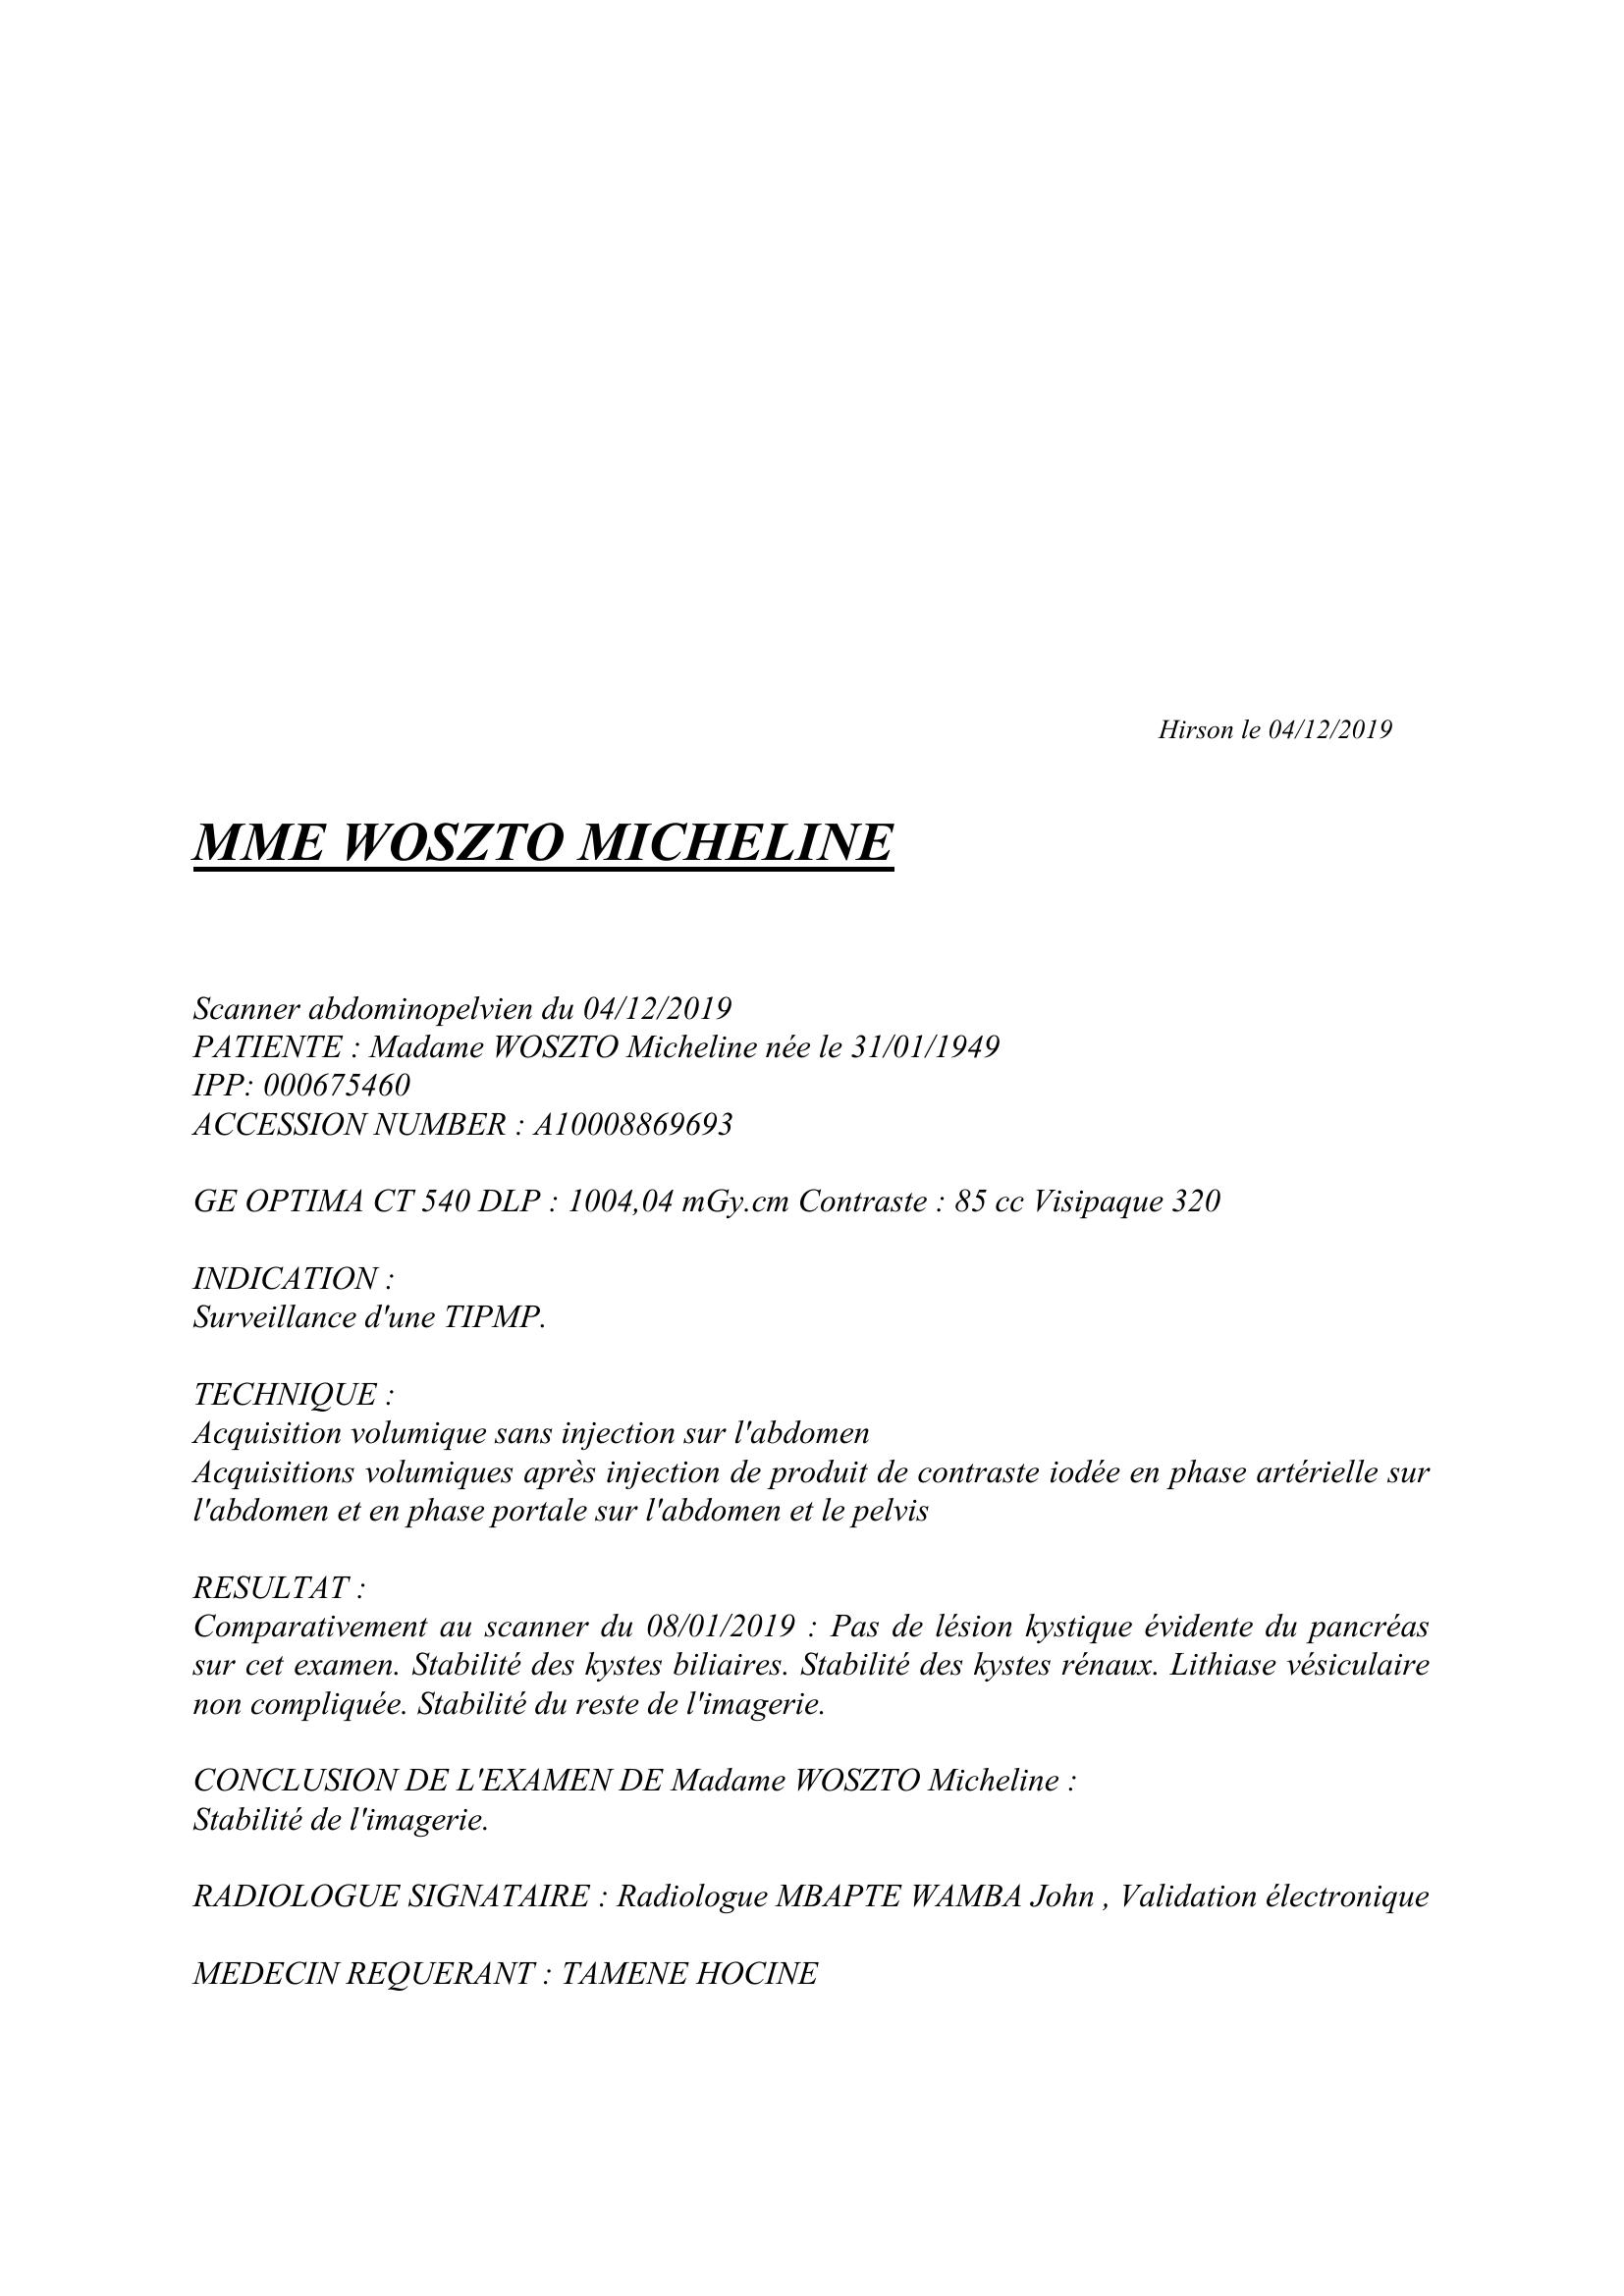 Hirson le 04/12/2019
MME WOSZTO MICHELINE
Scanner abdominopelvien du 04/12/2019
PATIENTE : Madame WOSZTO Micheline née le 31/01/1949
IPP: 000675460
ACCESSION NUMBER : A10008869693
GE OPTIMA CT 540 DLP : 1004,04 mGy.cm Contraste : 85 cc Visipaque 320
INDICATION :
Surveillance d'une TIPMP.
TECHNIQUE :
Acquisition volumique sans injection sur l'abdomen
Acquisitions volumiques après injection de produit de contraste iodée en phase artérielle sur
l'abdomen et en phase portale sur l'abdomen et le pelvis
RESULTAT :
Comparativement au scanner du 08/01/2019 : Pas de lésion kystique évidente du pancréas
sur cet examen. Stabilité des kystes biliaires. Stabilité des kystes rénaux. Lithiase vésiculaire
non compliquée. Stabilité du reste de l'imagerie.
CONCLUSION DE L'EXAMEN DE Madame WOSZTO Micheline :
Stabilité de l'imagerie.
RADIOLOGUE SIGNATAIRE : Radiologue MBAPTE WAMBA John , Validation électronique
MEDECIN REQUERANT : TAMENE HOCINE